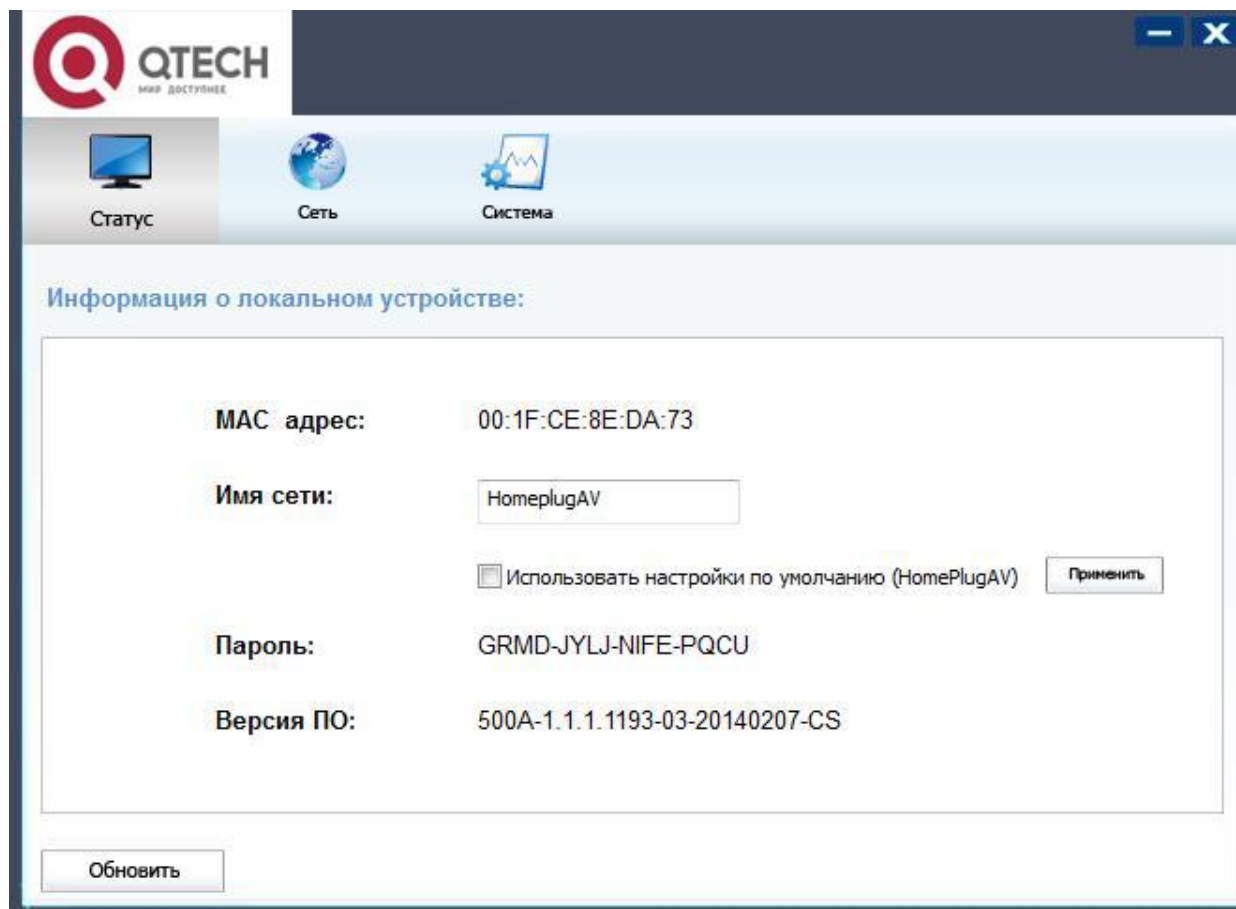 QTECH
МИР ДОСТУПНЕЕ
Статус
Сеть
Система
Информация о локальном устройстве:
MAC адрес: 00:1F:CE:8E:DA:73
Имя сети: HomeplugAV
Использовать настройки по умолчанию (HomePlugAV) Применить
Пароль: GRMD-JYLJ-NIFE-PQCU
Версия ПО: 500A-1.1.1.1193-03-20140207-CS
Обновить